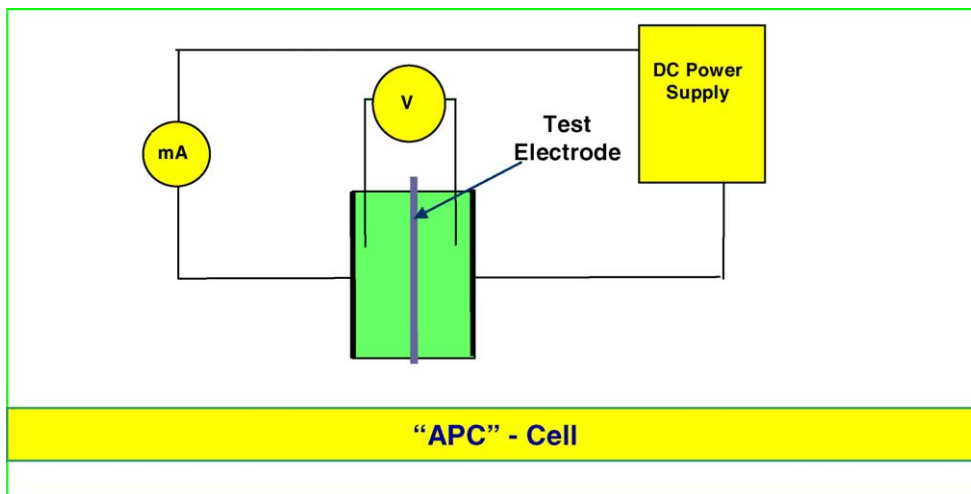 DC Power
Supply
V
Test
Electrode
mA
“APC” - Cell